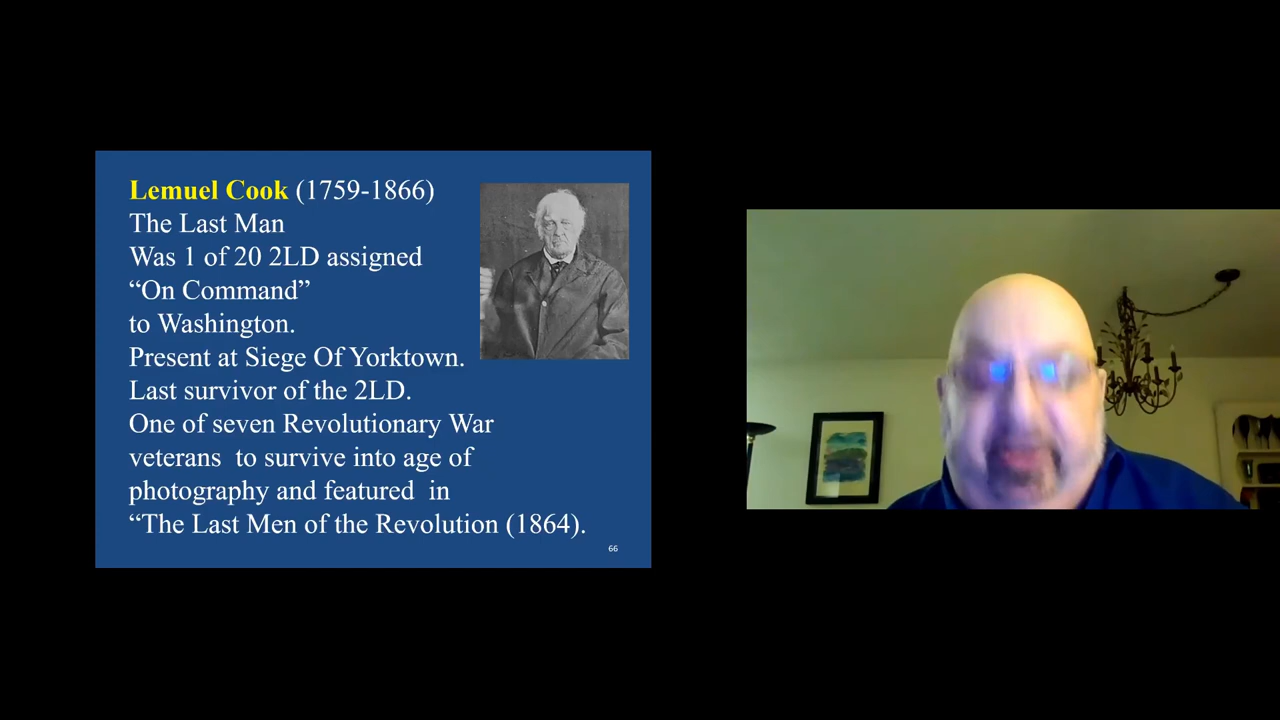 Lemuel Cook (1759-1866)
The Last Man
Was 1 of 20 2LD assigned
“On Command”
to Washington.
Present at Siege Of Yorktown.
Last survivor of the 2LD.
One of seven Revolutionary War
veterans  to survive into age of
photography and featured  in
“The Last Men of the Revolution (1864).
66